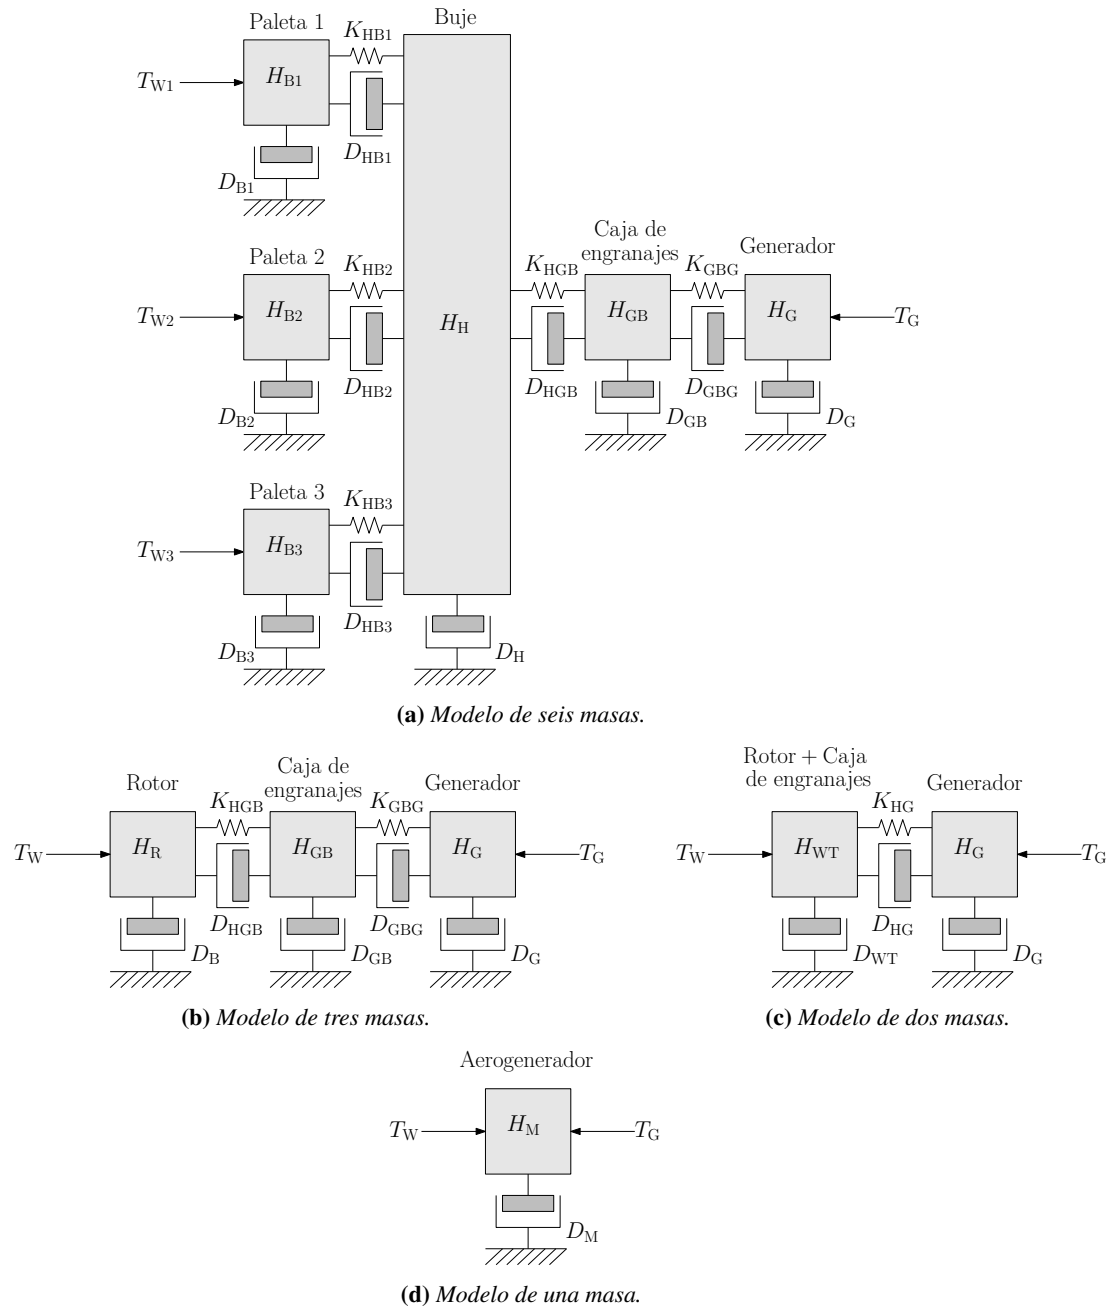 Paleta 1
K_HB1
Buje
T_W1
H_B1
D_HB1
D_B1
Paleta 2
K_HB2
T_W2
H_B2
D_HB2
D_B2
H_H
Caja de
engranajes
Generador
K_HGB
K_GBG
H_GB
H_G
T_G
D_HGB
D_GBG
D_GB
D_G
Paleta 3
K_HB3
T_W3
H_B3
D_HB3
D_B3
D_H
(a) Modelo de seis masas.
Rotor
Caja de
engranajes
Generador
K_HGB
K_GBG
T_W
H_R
H_GB
H_G
T_G
D_HGB
D_GBG
D_B
D_GB
D_G
(b) Modelo de tres masas.
Rotor + Caja
de engranajes
Generador
K_HG
T_W
H_WT
H_G
T_G
D_HG
D_WT
D_G
(c) Modelo de dos masas.
Aerogenerador
T_W
H_M
T_G
D_M
(d) Modelo de una masa.